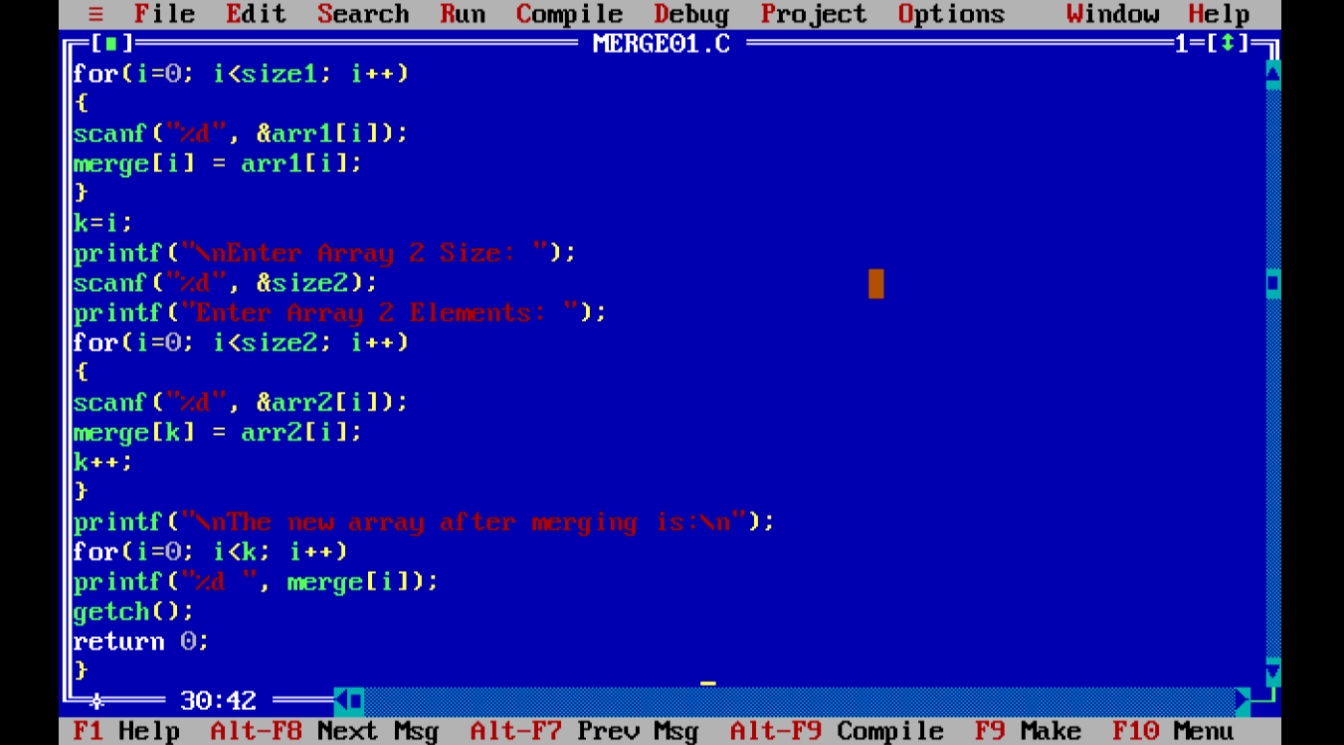 ≡ File Edit Search Run Compile Debug Project Options Window Help
[■] MERGE01.C 1=[↕]
for(i=0; i<size1; i++)
{
scanf("%d", &arr1[i]);
merge[i] = arr1[i];
}
k=i;
printf("\nEnter Array 2 Size: ");
scanf("%d", &size2);
printf("Enter Array 2 Elements: ");
for(i=0; i<size2; i++)
{
scanf("%d", &arr2[i]);
merge[k] = arr2[i];
k++;
}
printf("\nThe new array after merging is:\n");
for(i=0; i<k; i++)
printf("%d ", merge[i]);
getch();
return 0;
}
30:42
F1 Help Alt-F8 Next Msg Alt-F7 Prev Msg Alt-F9 Compile F9 Make F10 Menu